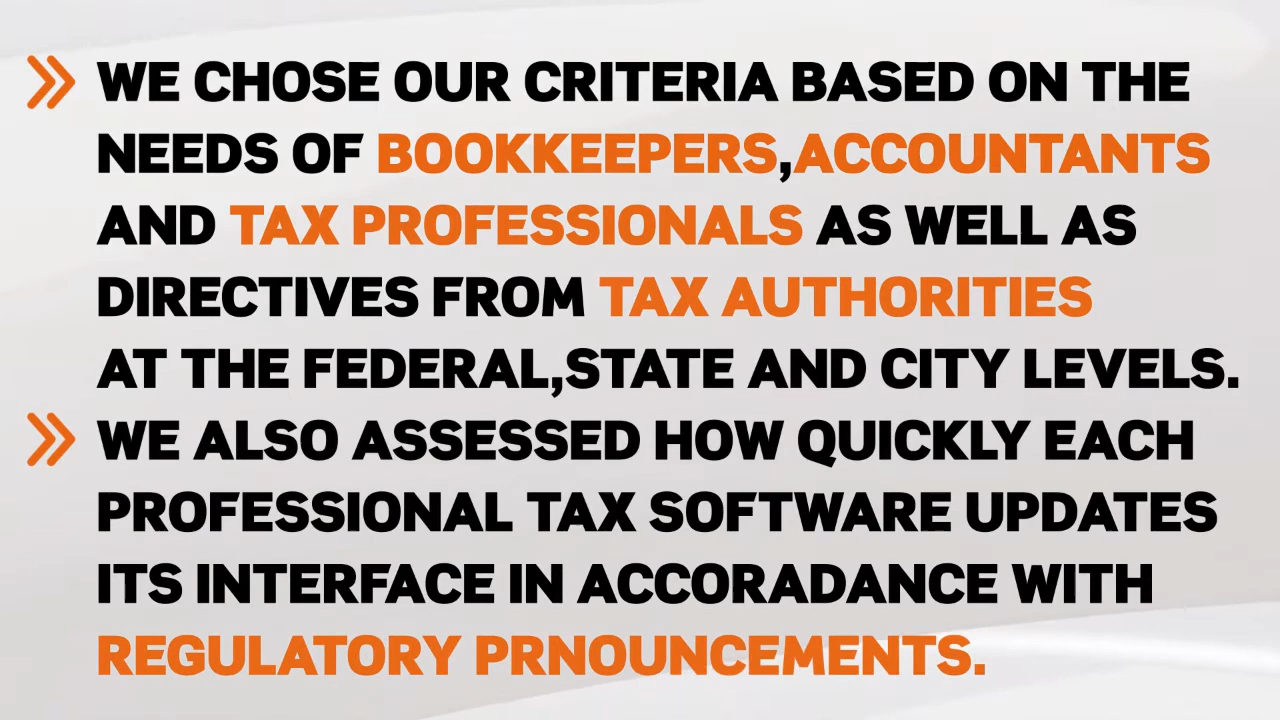 WE CHOSE OUR CRITERIA BASED ON THE
NEEDS OF BOOKKEEPERS,ACCOUNTANTS
AND TAX PROFESSIONALS AS WELL AS
DIRECTIVES FROM TAX AUTHORITIES
AT THE FEDERAL,STATE AND CITY LEVELS.
WE ALSO ASSESSED HOW QUICKLY EACH
PROFESSIONAL TAX SOFTWARE UPDATES
ITS INTERFACE IN ACCORADANCE WITH
REGULATORY PRNOUNCEMENTS.